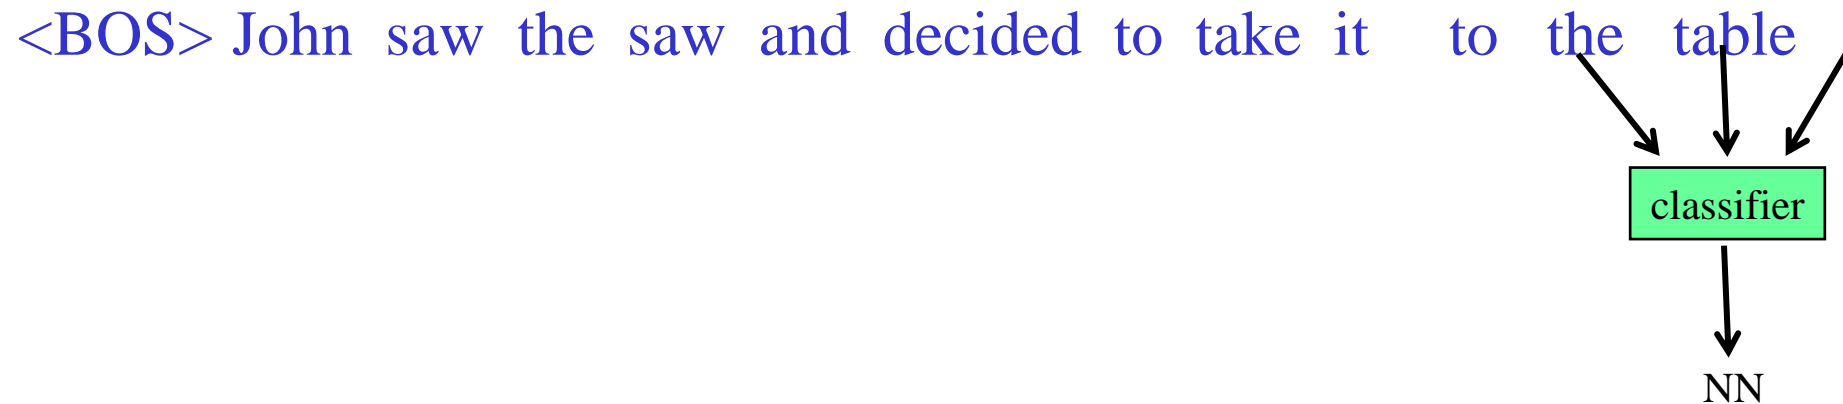 <BOS> John saw the saw and decided to take it to the table
classifier
NN